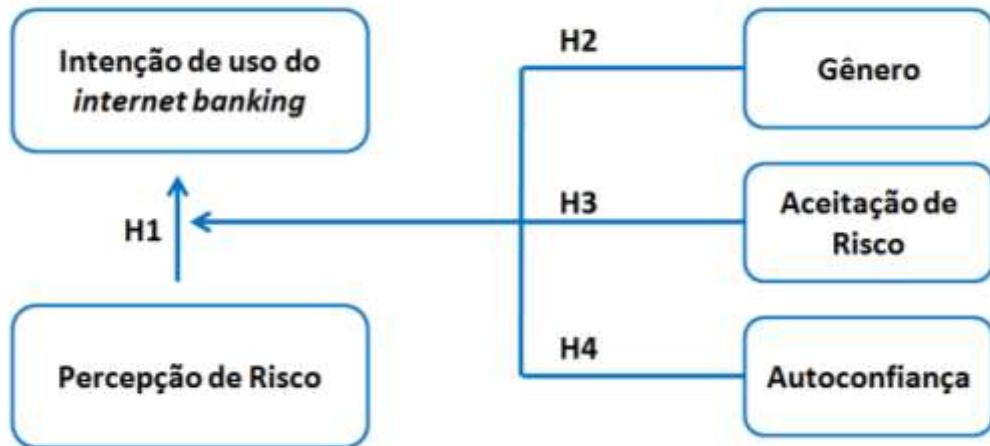 Intenção de uso do
internet banking
H1
Percepção de Risco
H2
Gênero
H3
Aceitação de
Risco
H4
Autoconfiança